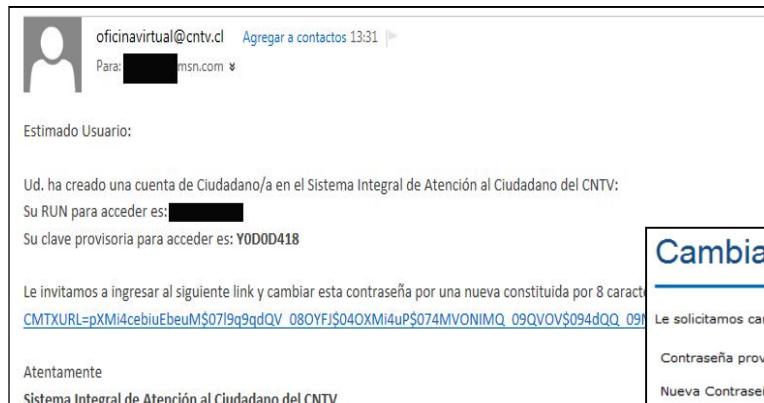 oficinavirtual@cntv.cl Agregar a contactos 13:31
Para: msn.com
Estimado Usuario:
Ud. ha creado una cuenta de Ciudadano/a en el Sistema Integral de Atención al Ciudadano del CNTV:
Su RUN para acceder es:
Su clave provisoria para acceder es: Y0D0D418
Le invitamos a ingresar al siguiente link y cambiar esta contraseña por una nueva constituida por 8 caract
CMTXURL=pXMi4cebiuEbeuM$07l9q9qdQV_08OYFJ$04OXMi4uP$074MVONIMQ_09QVOV$094dQQ_09
Atentamente
Sistema Integral de Atención al Ciudadano del CNTV
Cambia
Le solicitamos ca
Contraseña prov
Nueva Contrase